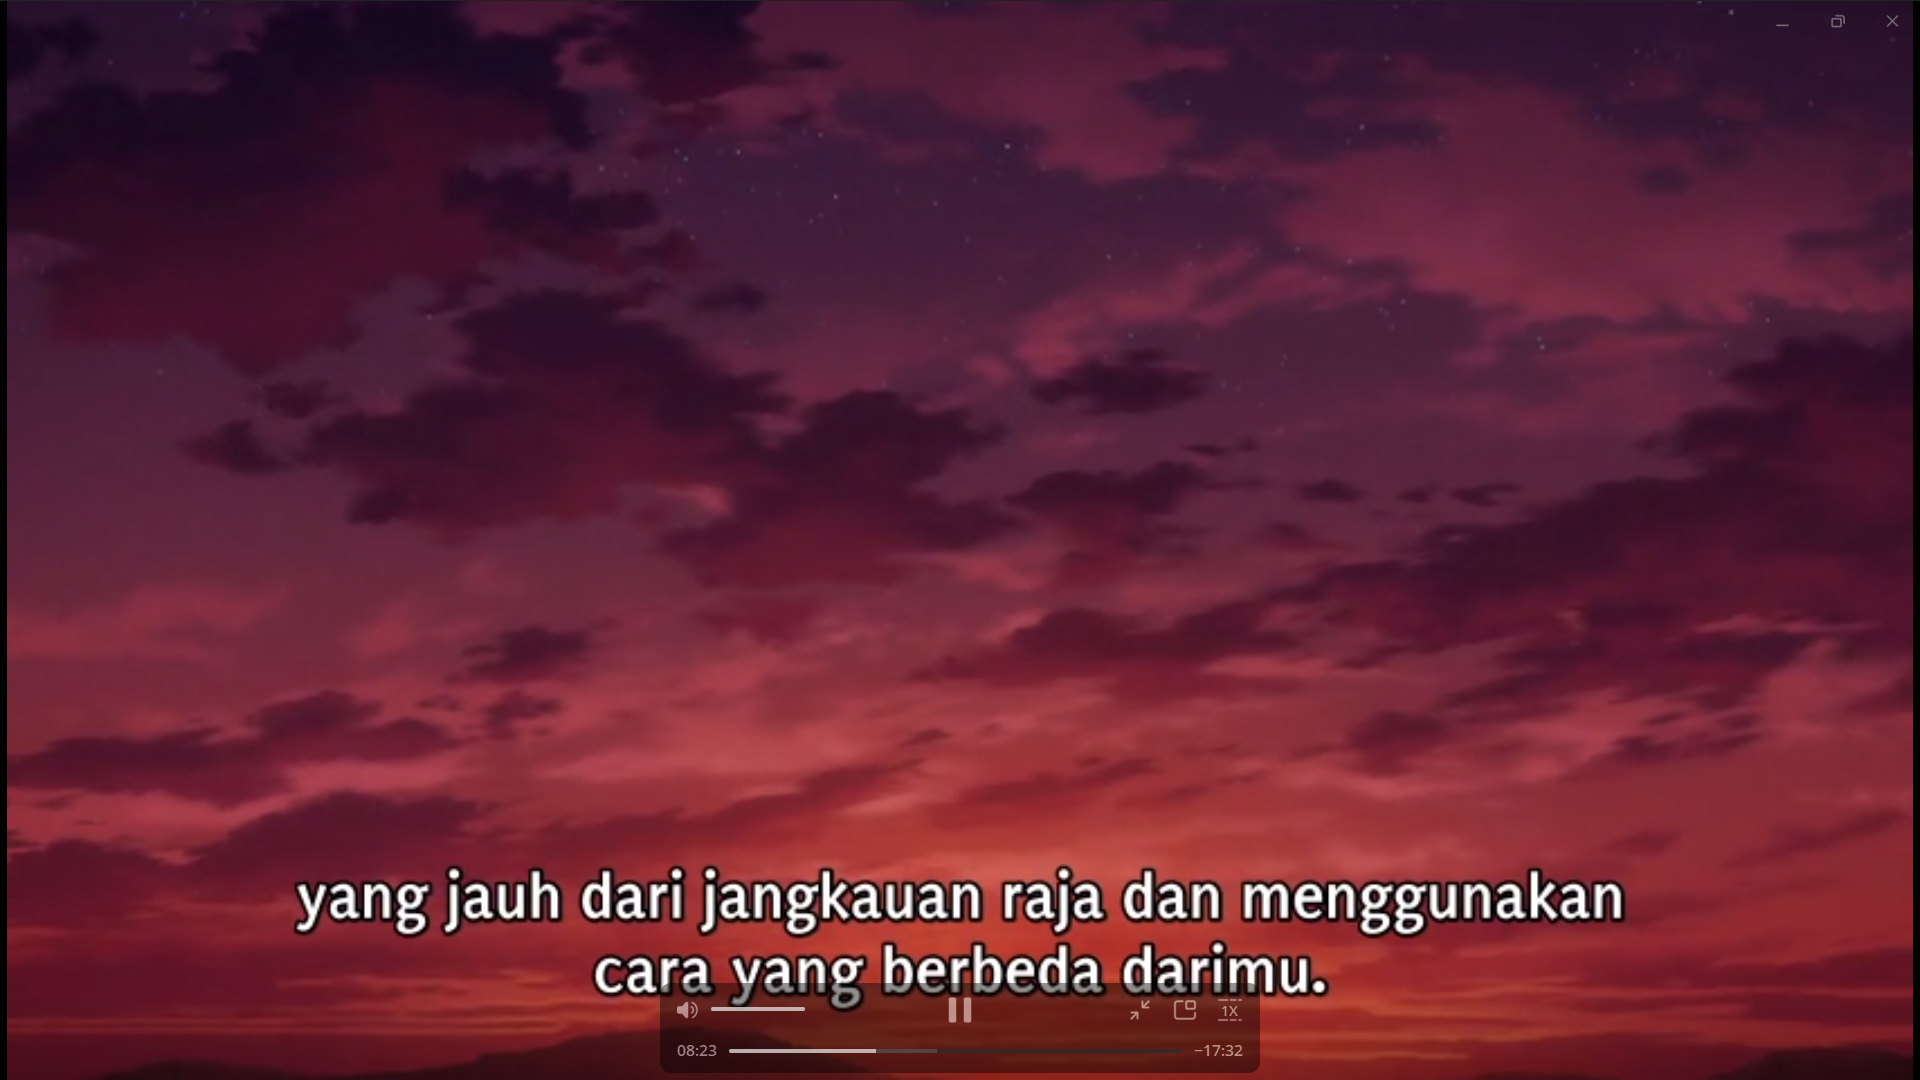 yang jauh dari jangkauan raja dan menggunakan
cara yang berbeda darimu.
1X
08:23
−17:32